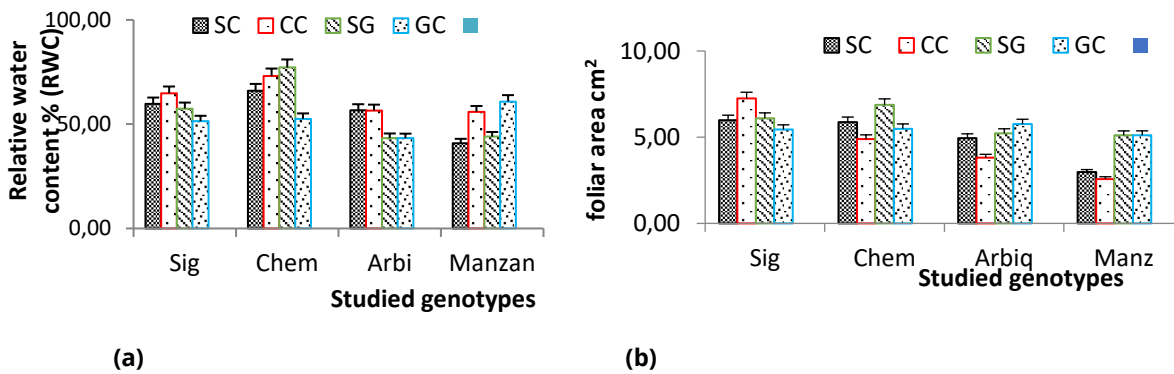 Relative water
content % (RWC)
100,00
50,00
0,00
SC CC SG GC
Sig Chem Arbi Manzan
Studied genotypes
(a)
foliar area cm²
10,00
5,00
0,00
SC CC SG GC
Sig Chem Arbiq Manz
Studied genotypes
(b)